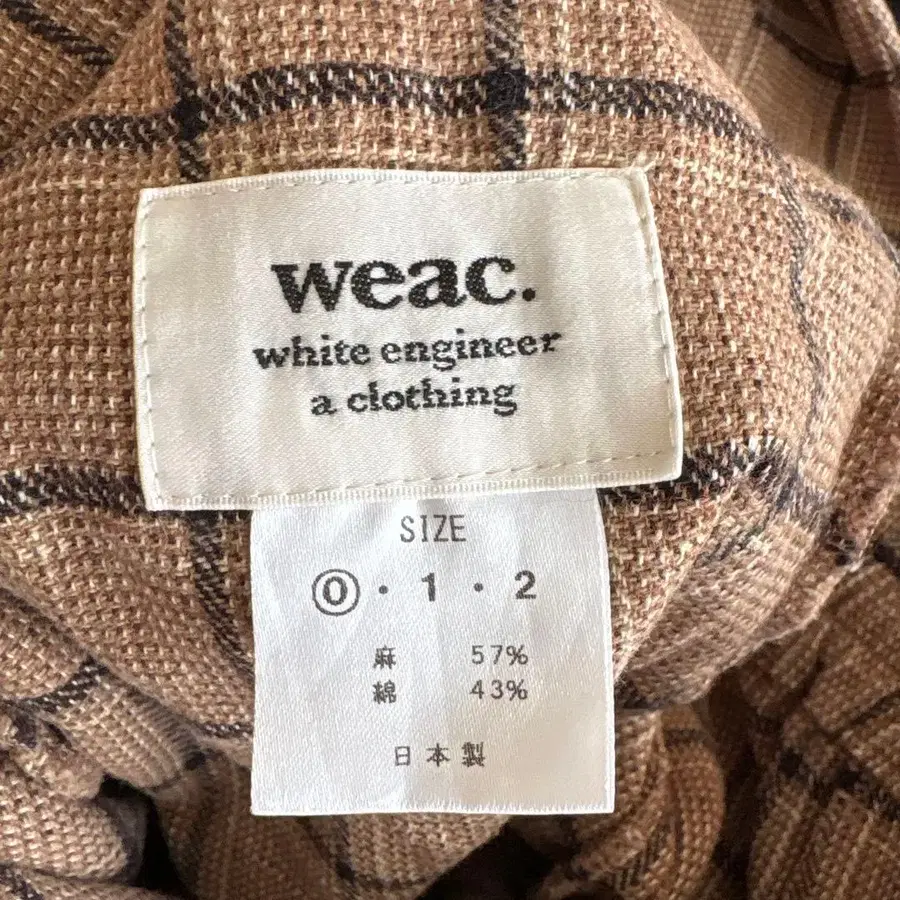 weac.
white engineer
a clothing
SIZE
⓪・1・2
麻 57%
綿 43%
日本製